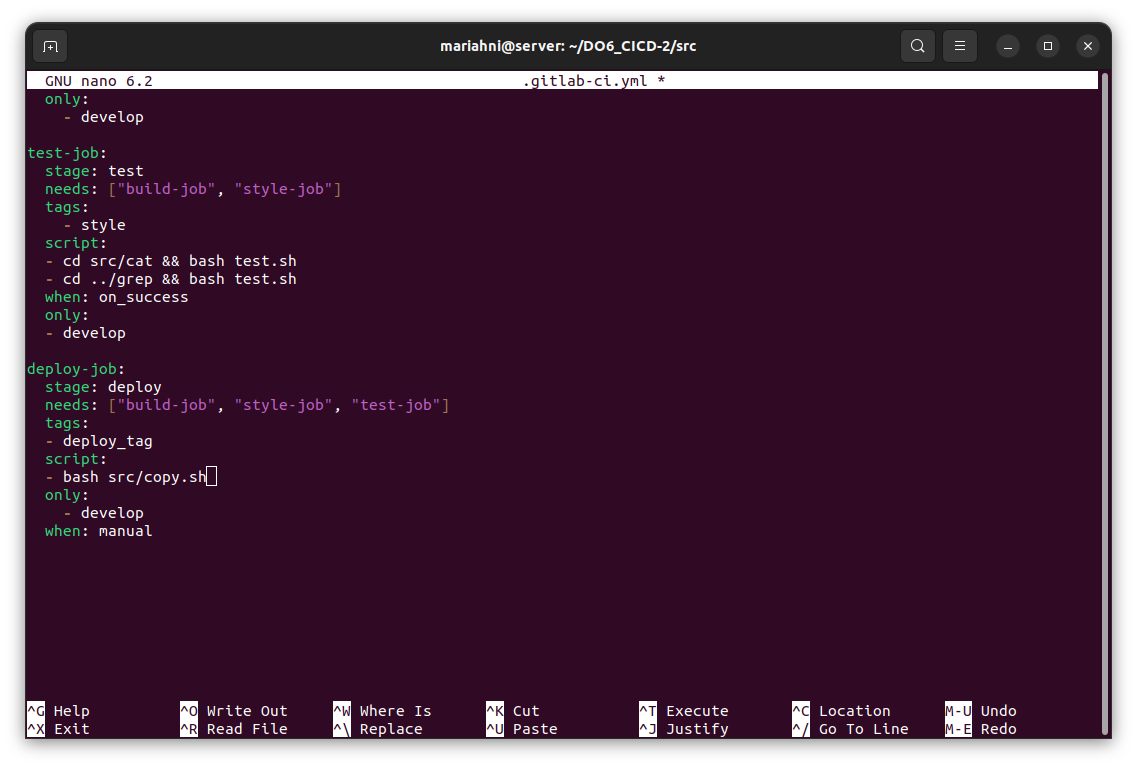 mariahni@server: ~/DO6_CICD-2/src
GNU nano 6.2 .gitlab-ci.yml *
  only:
    - develop

test-job:
  stage: test
  needs: ["build-job", "style-job"]
  tags:
    - style
  script:
  - cd src/cat && bash test.sh
  - cd ../grep && bash test.sh
  when: on_success
  only:
  - develop

deploy-job:
  stage: deploy
  needs: ["build-job", "style-job", "test-job"]
  tags:
  - deploy_tag
  script:
  - bash src/copy.sh
  only:
    - develop
  when: manual

^G Help ^O Write Out ^W Where Is ^K Cut ^T Execute ^C Location M-U Undo
^X Exit ^R Read File ^\ Replace ^U Paste ^J Justify ^/ Go To Line M-E Redo